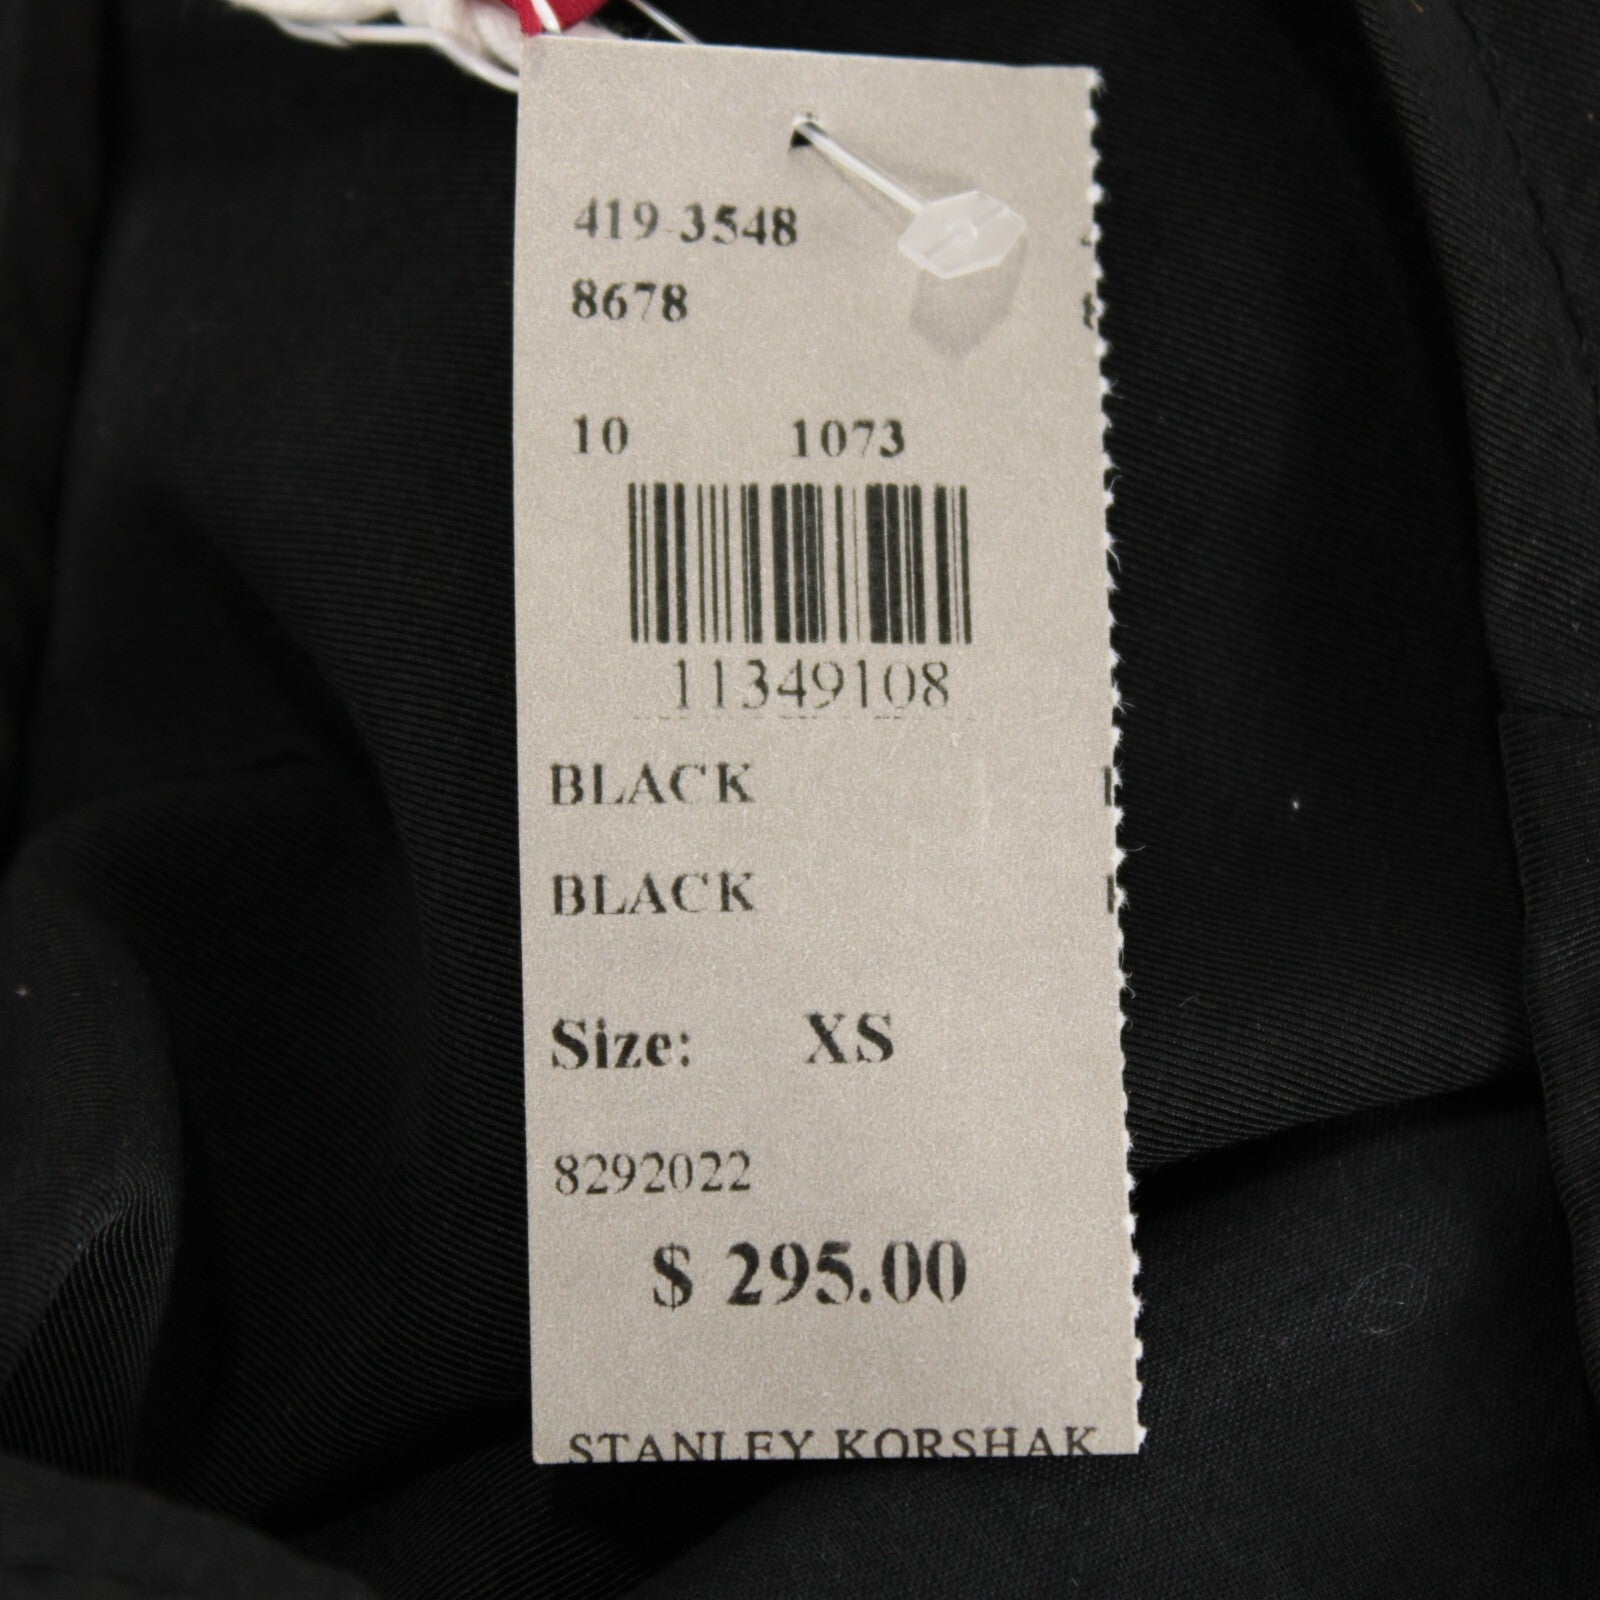 419 3548
8678
10 1073
11349108
BLACK
BLACK
Size: XS
8292022
$ 295.00
STANLEY KORSHAK